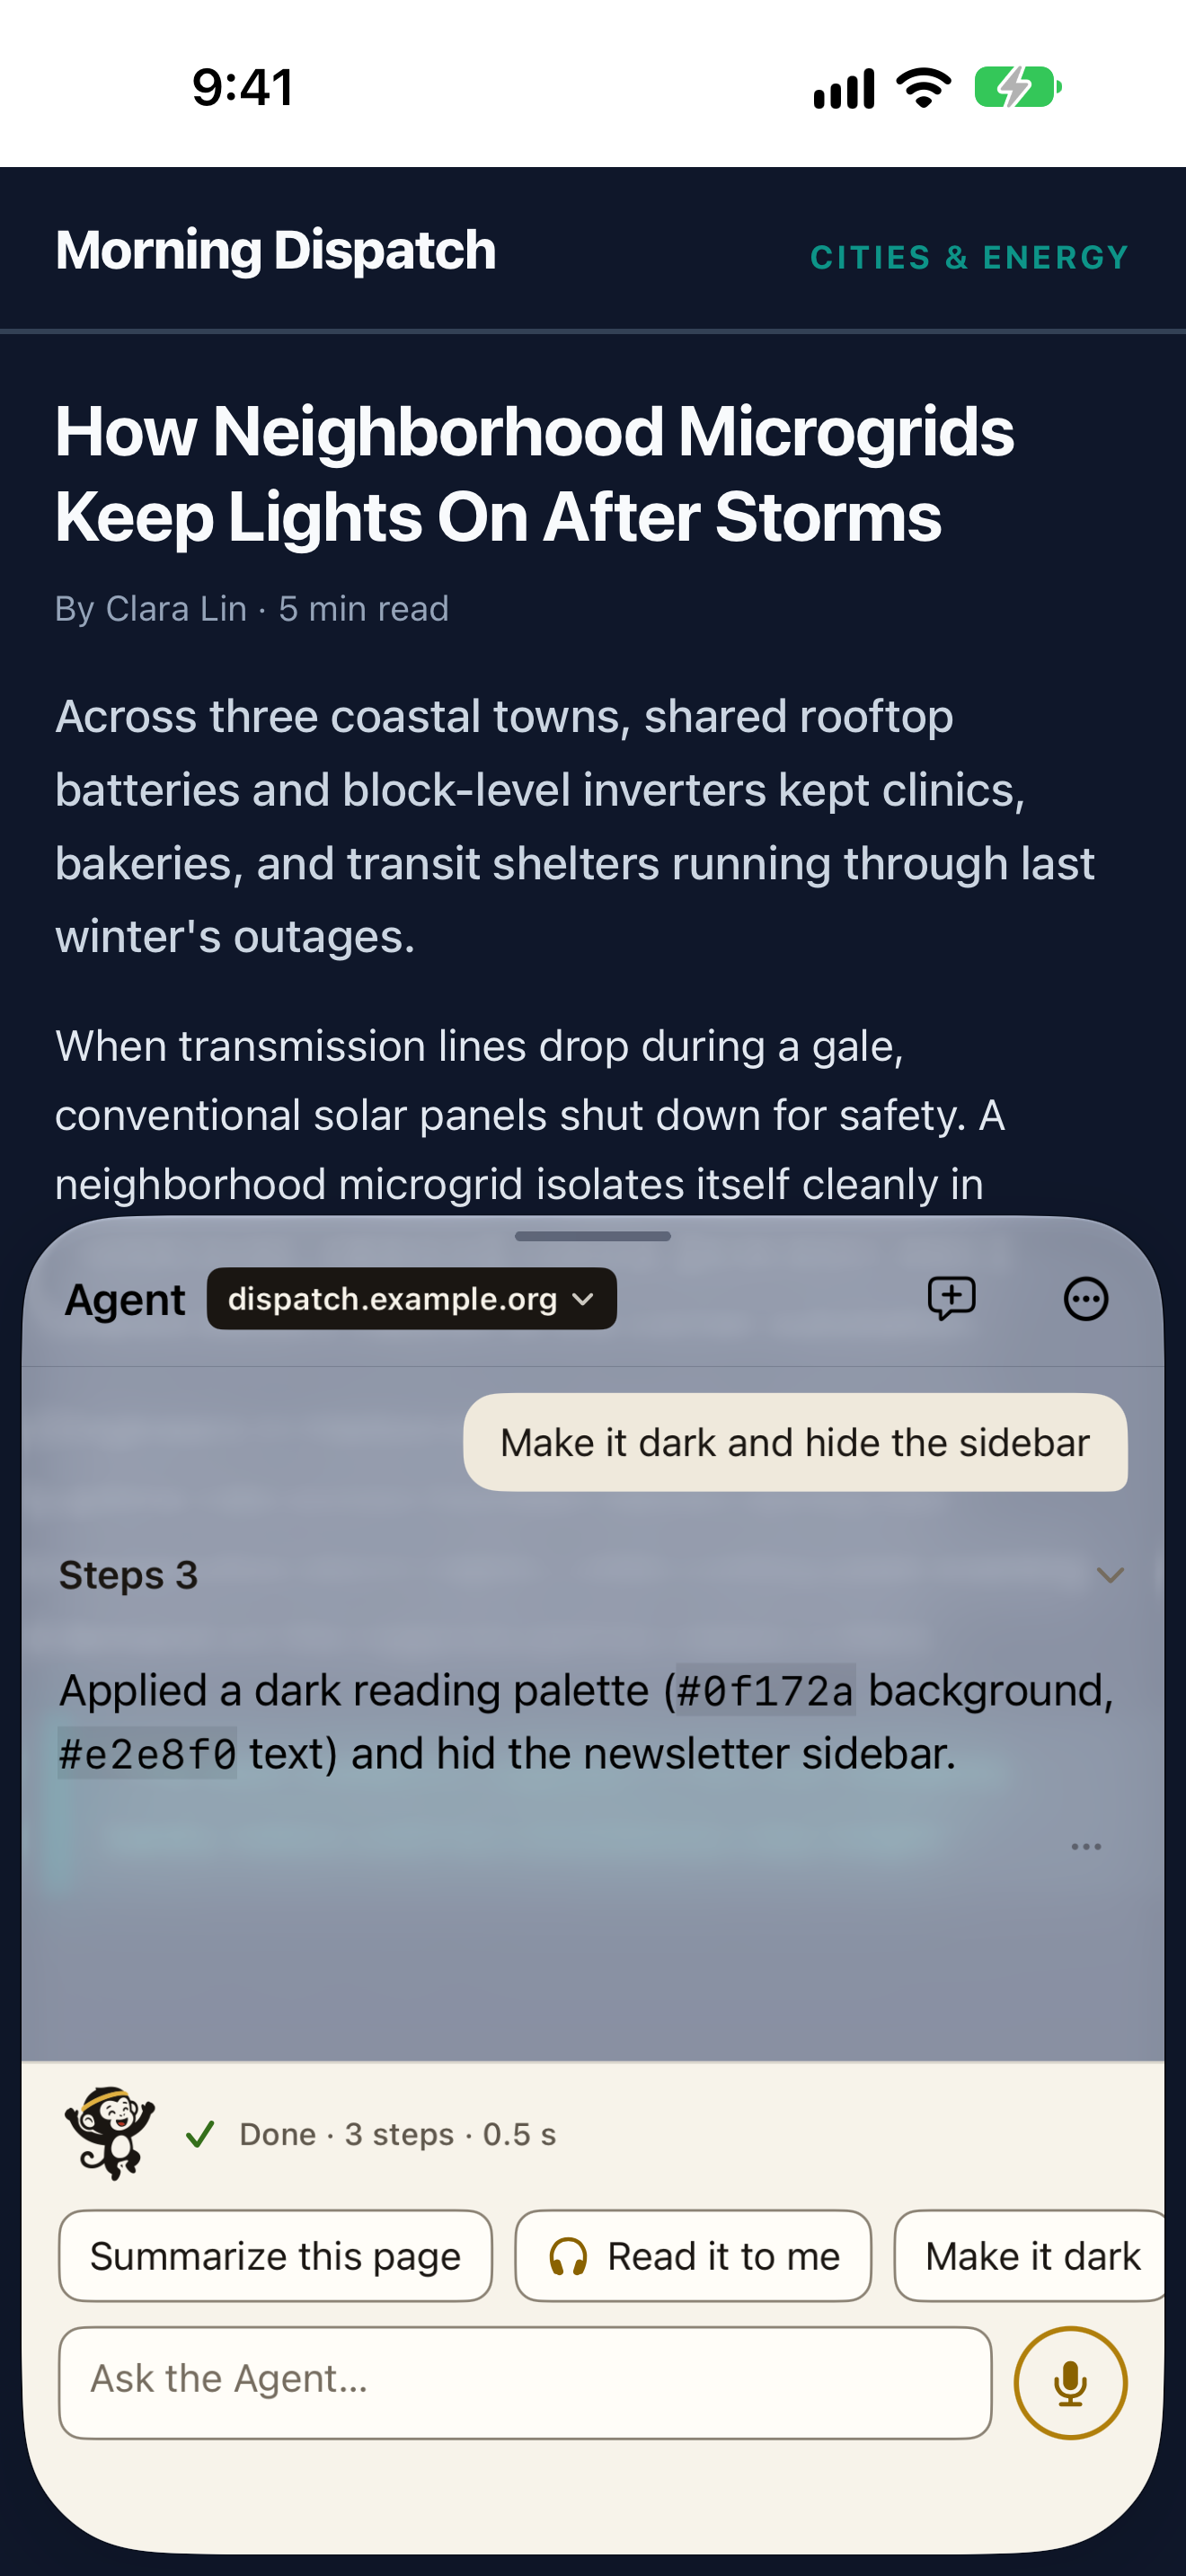 9:41
Morning Dispatch
CITIES & ENERGY
How Neighborhood Microgrids
Keep Lights On After Storms
By Clara Lin · 5 min read
Across three coastal towns, shared rooftop
batteries and block-level inverters kept clinics,
bakeries, and transit shelters running through last
winter's outages.
When transmission lines drop during a gale,
conventional solar panels shut down for safety. A
neighborhood microgrid isolates itself cleanly in
Agent
dispatch.example.org
Make it dark and hide the sidebar
Steps 3
Applied a dark reading palette (#0f172a background,
#e2e8f0 text) and hid the newsletter sidebar.
Done · 3 steps · 0.5 s
Summarize this page
Read it to me
Make it dark
Ask the Agent...